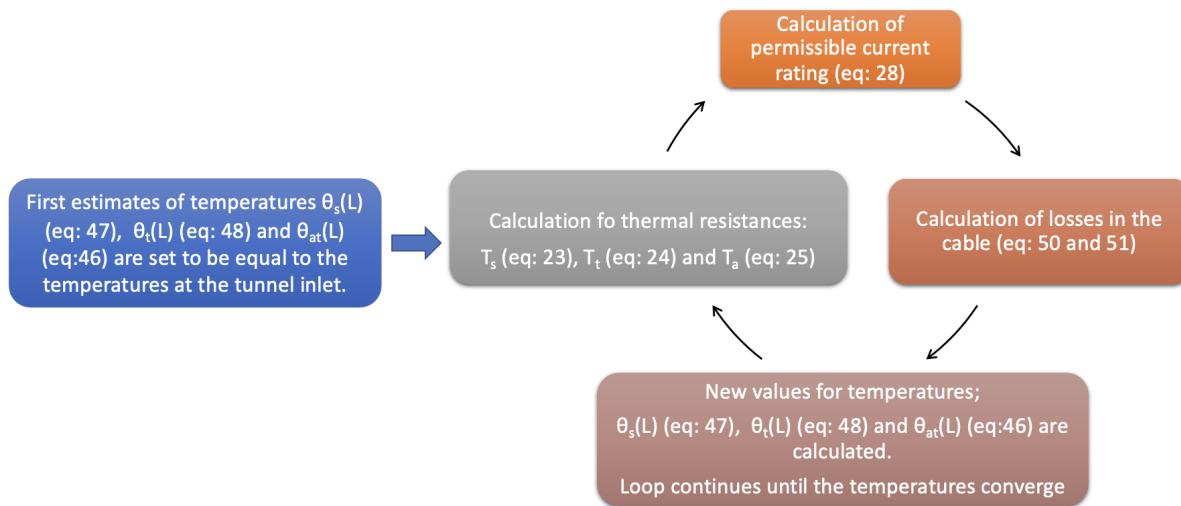 Calculation of
permissible current
rating (eq: 28)
First estimates of temperatures θs(L)
(eq: 47),  θt(L) (eq: 48) and θat(L)
(eq:46) are set to be equal to the
temperatures at the tunnel inlet.
Calculation fo thermal resistances:
Ts (eq: 23), Tt (eq: 24) and Ta (eq: 25)
Calculation of losses in the
cable (eq: 50 and 51)
New values for temperatures;
θs(L) (eq: 47),  θt(L) (eq: 48) and θat(L) (eq:46) are
calculated.
Loop continues until the temperatures converge